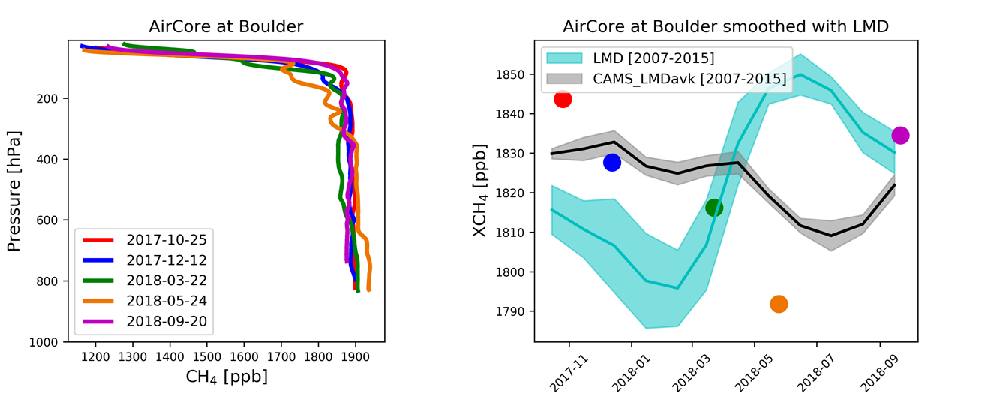 AirCore at Boulder
Pressure [hPa]
200
400
600
800
1000
2017-10-25
2017-12-12
2018-03-22
2018-05-24
2018-09-20
1200 1300 1400 1500 1600 1700 1800 1900
CH₄ [ppb]
AirCore at Boulder smoothed with LMD
XCH₄ [ppb]
LMD [2007-2015]
CAMS_LMDavk [2007-2015]
1850
1840
1830
1820
1810
1800
1790
2017-11 2018-01 2018-03 2018-05 2018-07 2018-09